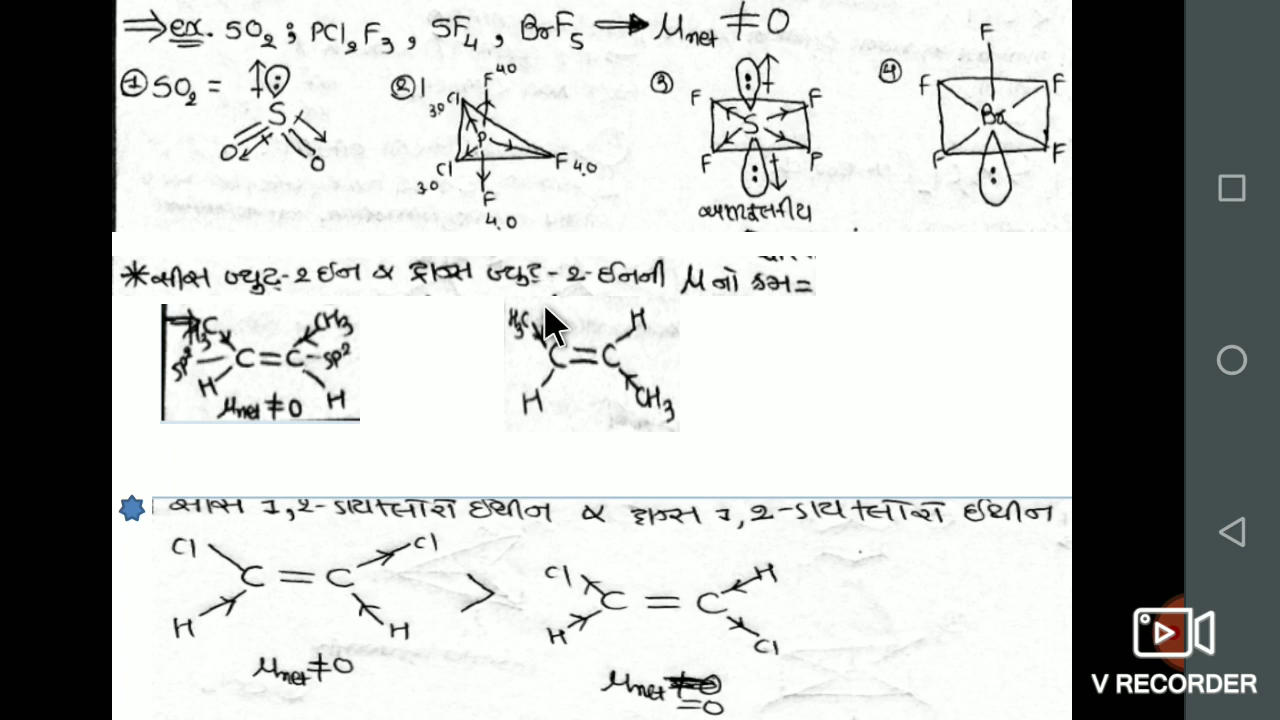 ⇒ ex. SO₂ ; PCl₂F₃ , SF₄ , BrF₅ → μnet ≠ 0
① SO₂ =
S
O O
②
F 4.0
3.0 Cl
P
Cl F 4.0
3.0
F
4.0
③
F F
S
F F
④
F
F F
Br
F F
* સીસ બ્યુટ-2 ઇન & ટ્રાન્સ બ્યુટ-2-ઈનની μ નો ક્રમ =
H₃C CH₃
SP² C = C SP²
H H
μnet ≠ 0
H₃C H
C = C
H CH₃
સીસ 1,2-ડાયક્લોરો ઇથીન & ટ્રાન્સ 1,2-ડાયક્લોરો ઈથીન
Cl Cl
C = C
H H
μnet ≠ 0
>
Cl H
C = C
H Cl
μnet
= 0
V RECORDER